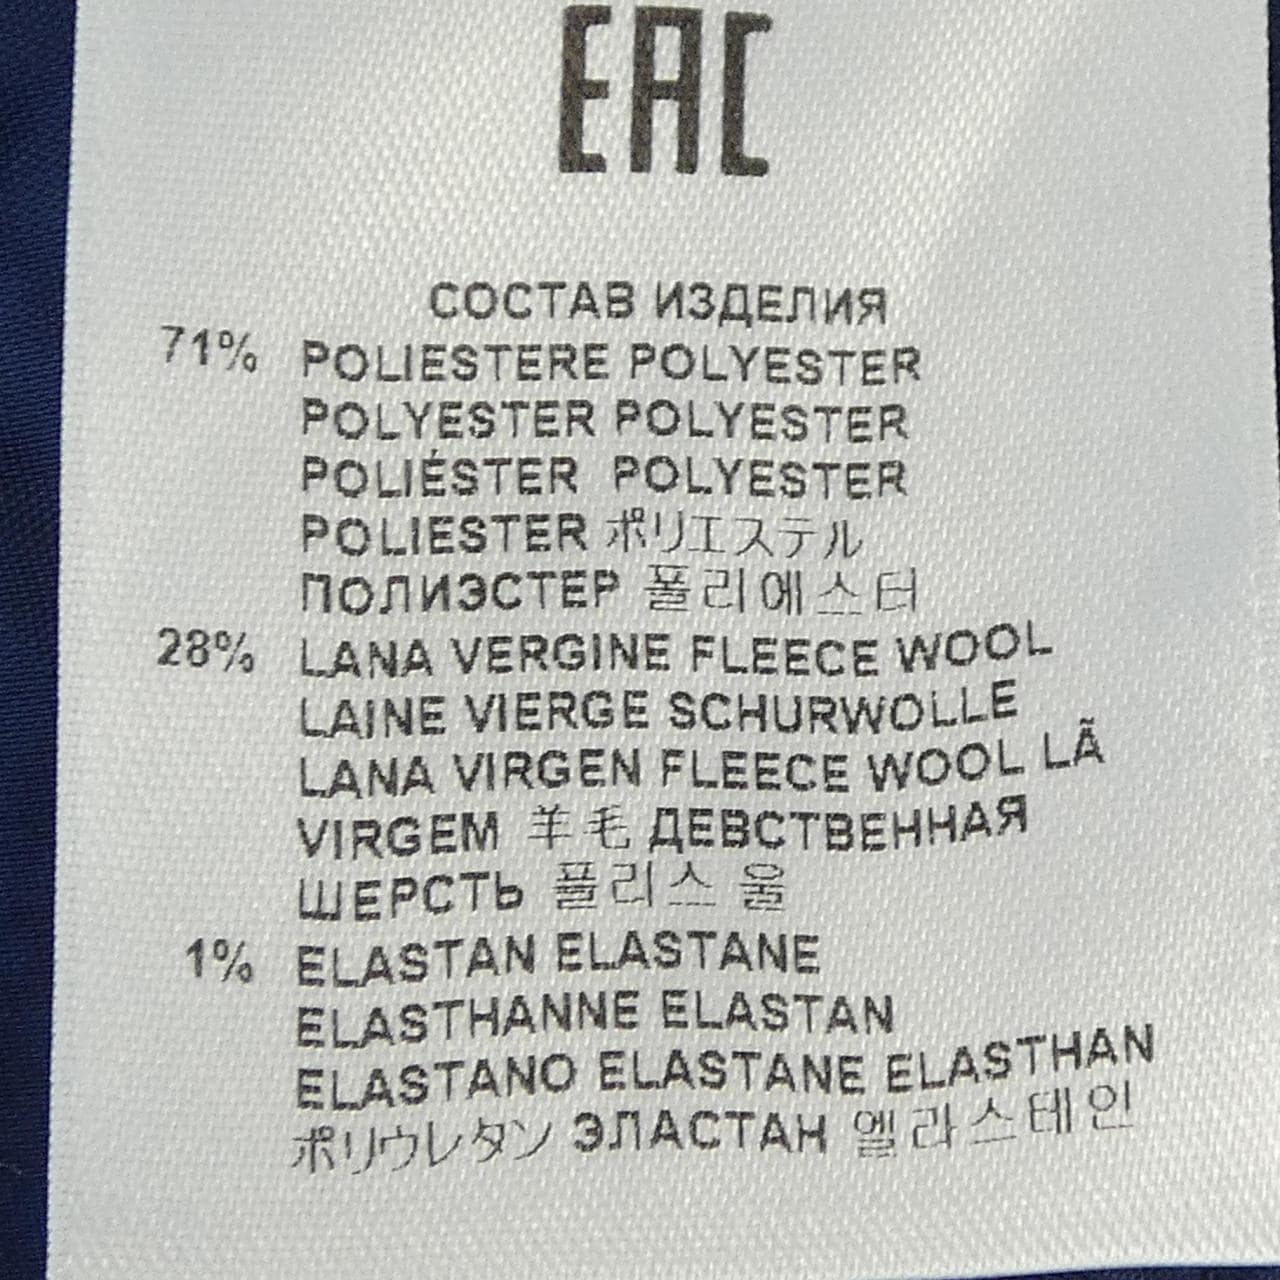 EAC
СОСТАВ ИЗДЕЛИЯ
71% POLIESTERE POLYESTER
POLYESTER POLYESTER
POLIÉSTER POLYESTER
POLIESTER ポリエステル
ПОЛИЭСТЕР 폴리에스터
28% LANA VERGINE FLEECE WOOL
LAINE VIERGE SCHURWOLLE
LANA VIRGEN FLEECE WOOL LÃ
VIRGEM 羊毛 ДЕВСТВЕННАЯ
ШЕРСТЬ 플리스 울
1% ELASTAN ELASTANE
ELASTHANNE ELASTAN
ELASTANO ELASTANE ELASTHAN
ポリウレタン ЭЛАСТАН 엘라스테인